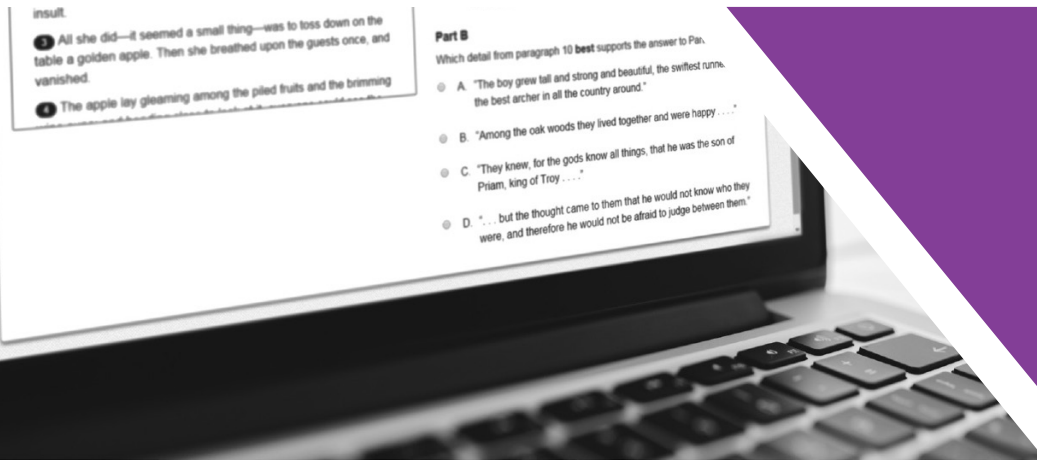 insult.
3 All she did—it seemed a small thing—was to toss down on the
table a golden apple. Then she breathed upon the guests once, and
vanished.
4 The apple lay gleaming among the piled fruits and the brimming
Part B
Which detail from paragraph 10 best supports the answer to
A. "The boy grew tall and strong and beautiful, the swiftest
the best archer in all the country around."
B. "Among the oak woods they lived together and were happy . . . ."
C. "They knew, for the gods know all things, that he was the son of
Priam, king of Troy . . . ."
D. ". . . but the thought came to them that he would not know who they
were, and therefore he would not be afraid to judge between them."